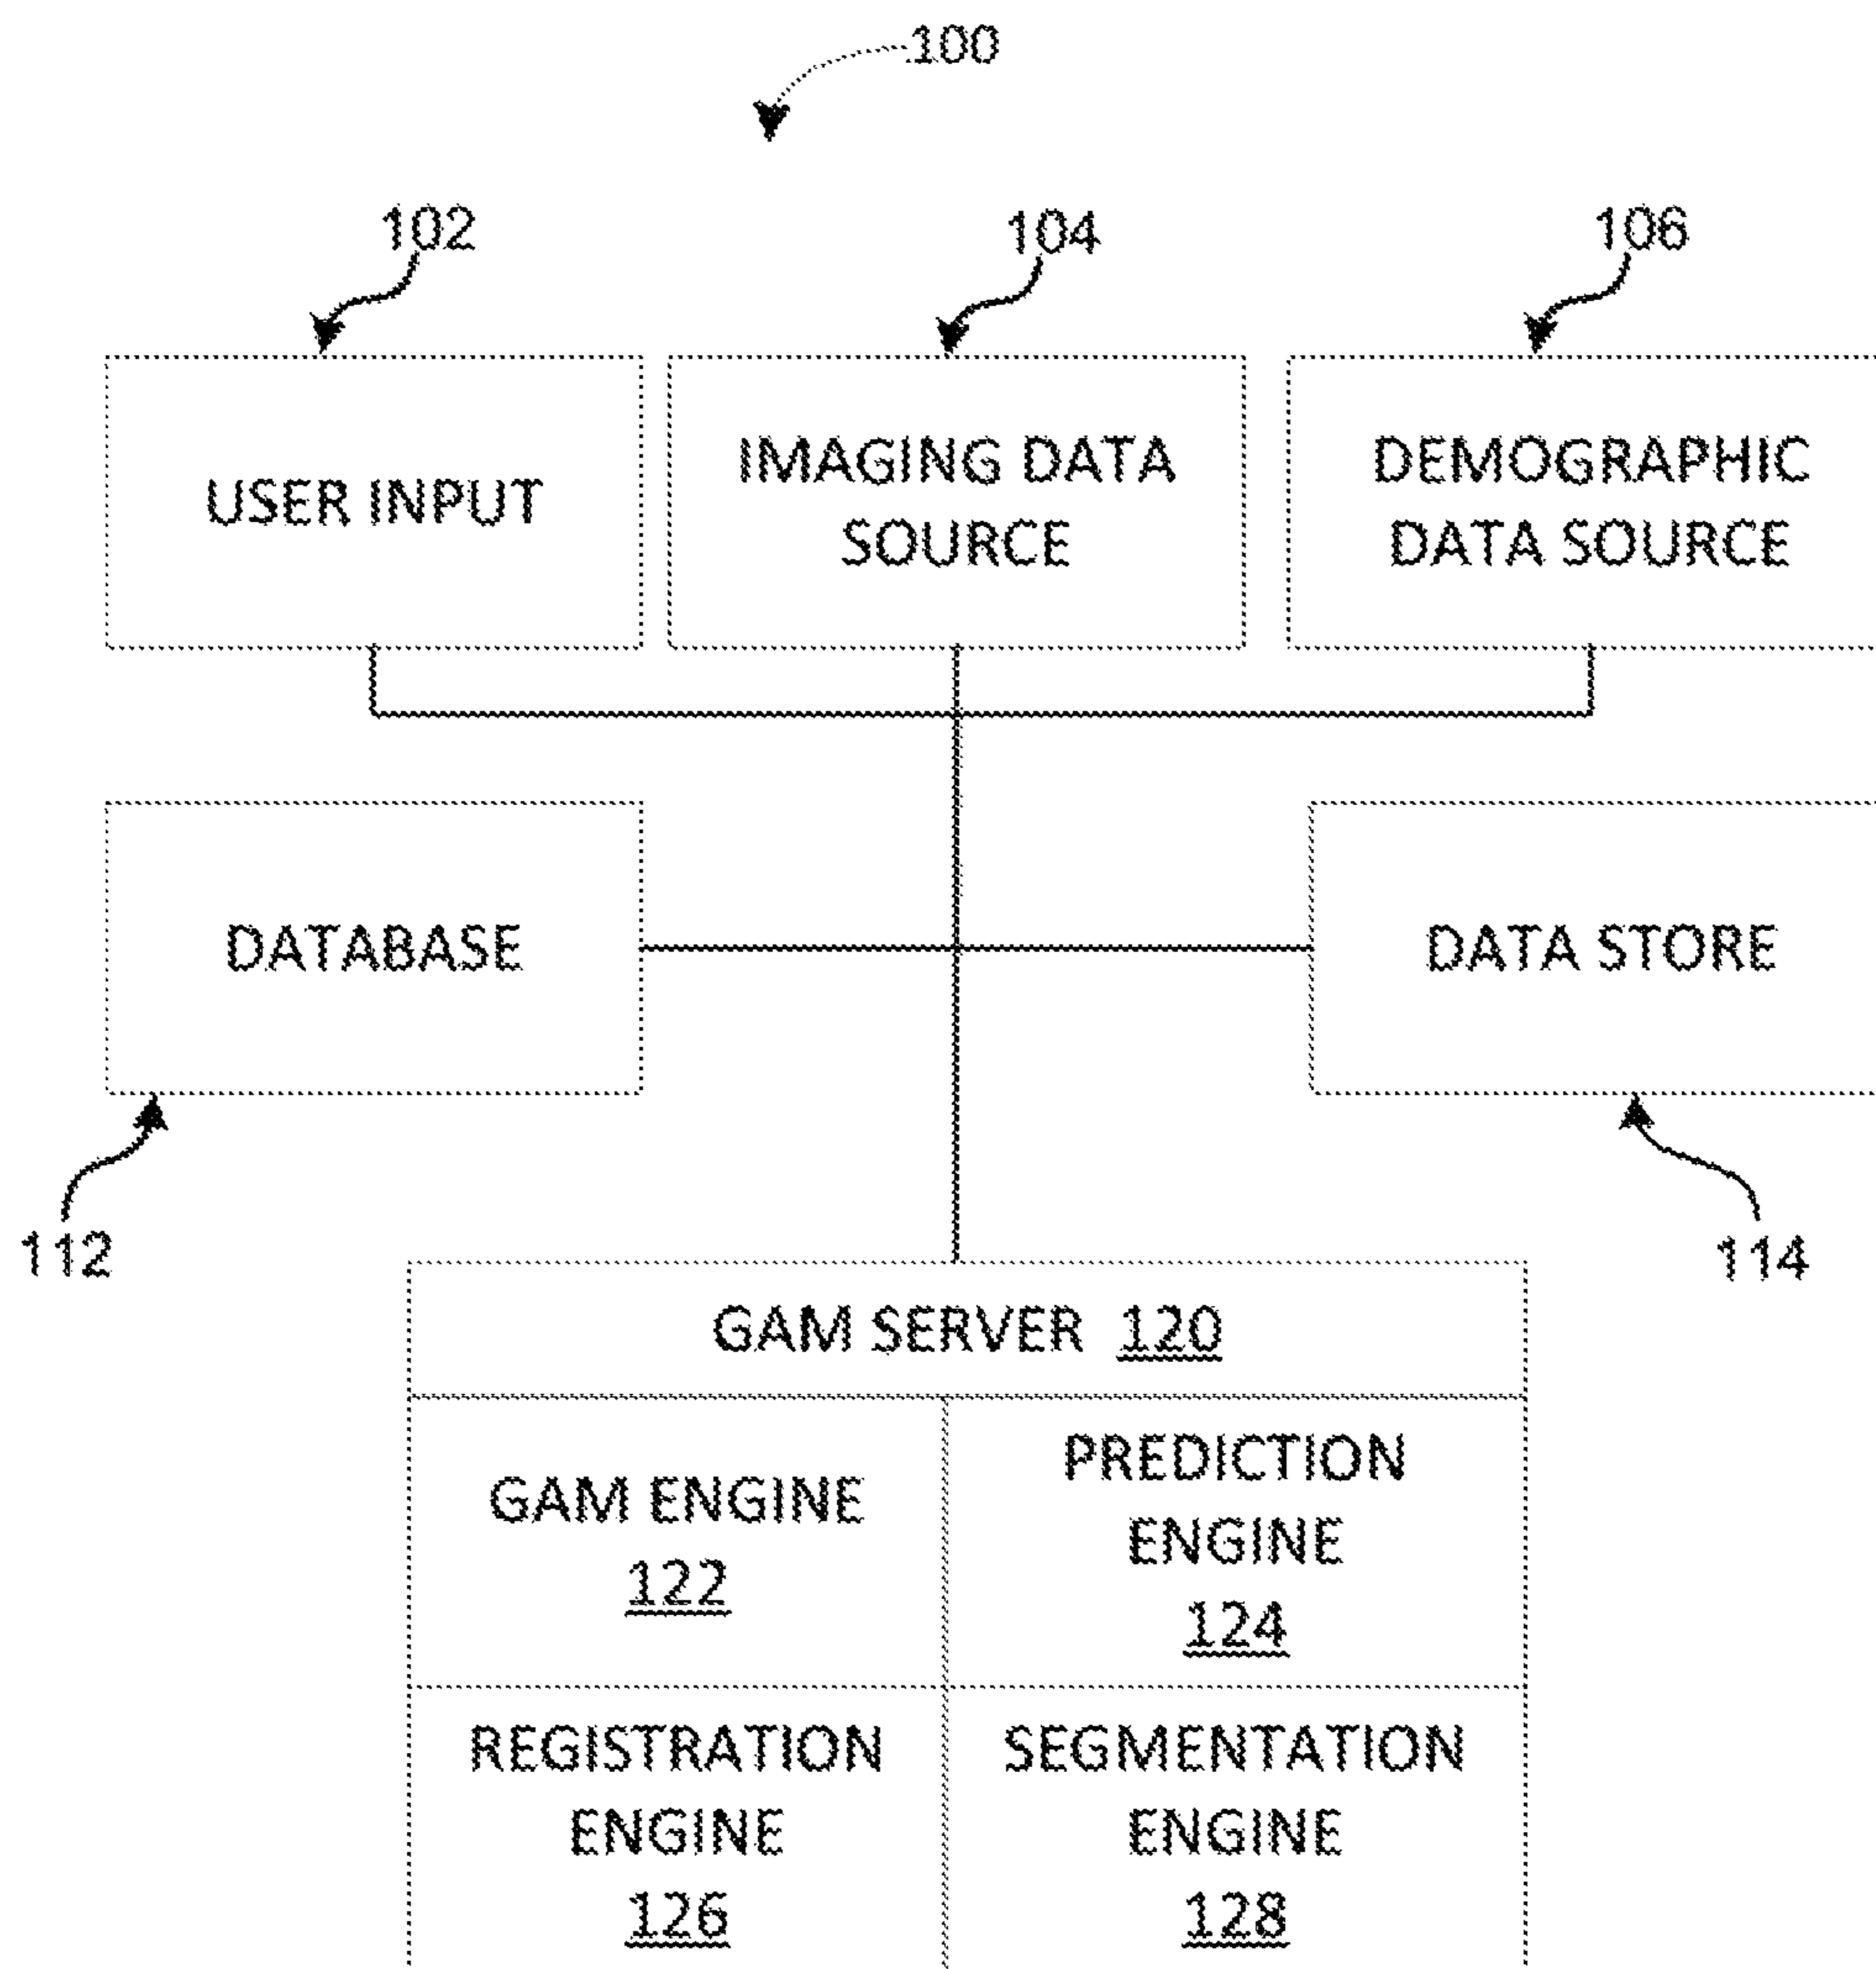 100
102
104
106
USER INPUT
IMAGING DATA
SOURCE
DEMOGRAPHIC
DATA SOURCE
DATABASE
DATA STORE
112
114
GAM SERVER 120
GAM ENGINE
122
PREDICTION
ENGINE
124
REGISTRATION
ENGINE
126
SEGMENTATION
ENGINE
128